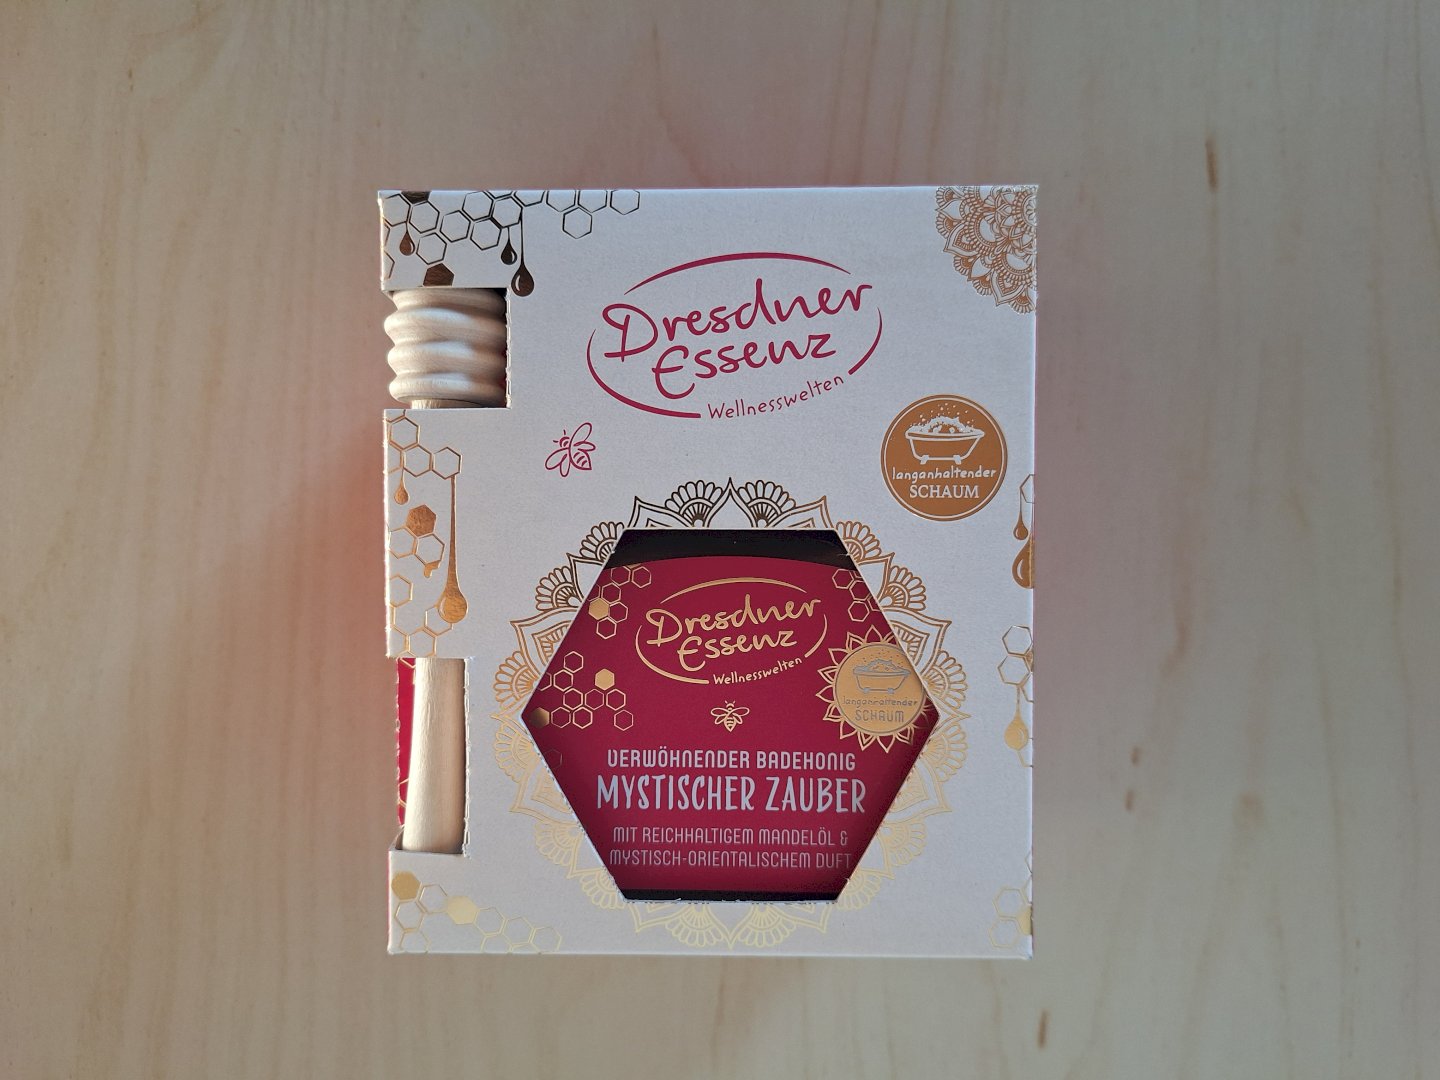 Dresdner
Essenz
Wellnesswelten
langanhaltender
SCHAUM
Dresdner
Essenz
Wellnesswelten
langanhaltender
SCHAUM
VERWÖHNENDER BADEHONIG
MYSTISCHER ZAUBER
MIT REICHHALTIGEM MANDELÖL &
MYSTISCH-ORIENTALISCHEM DUFT